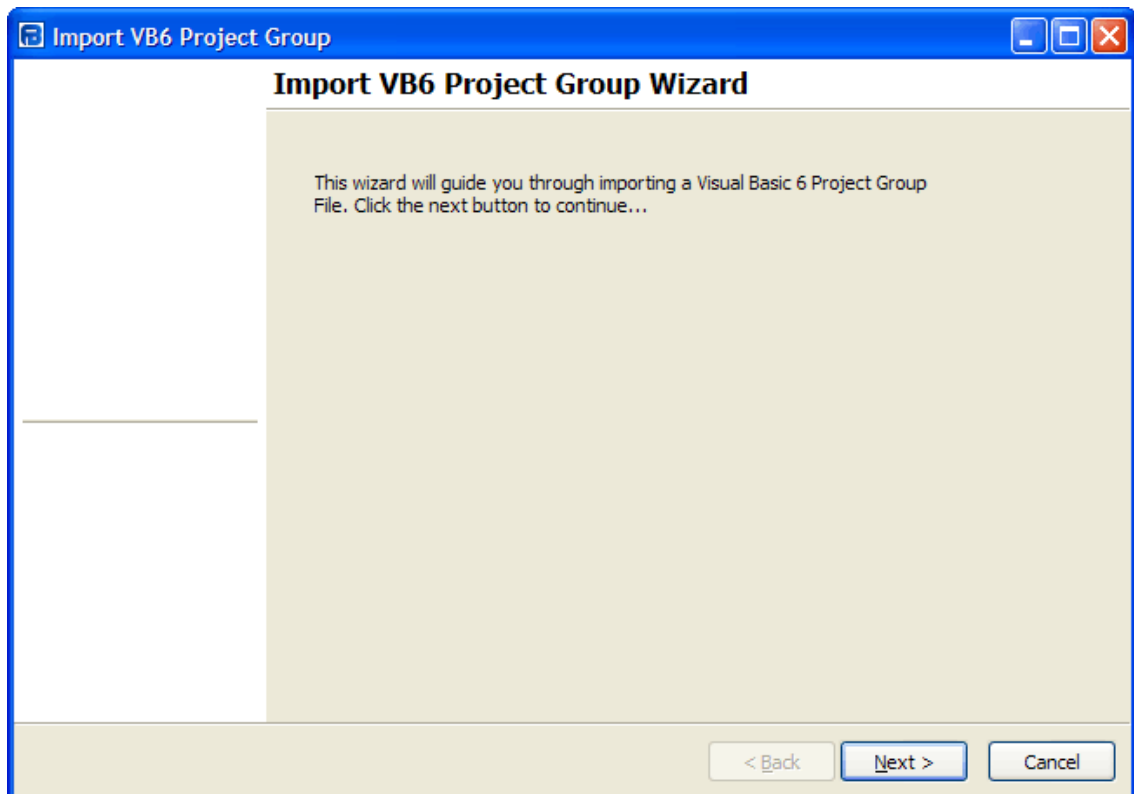 Import VB6 Project Group
Import VB6 Project Group Wizard
This wizard will guide you through importing a Visual Basic 6 Project Group
File. Click the next button to continue...
< Back
Next >
Cancel